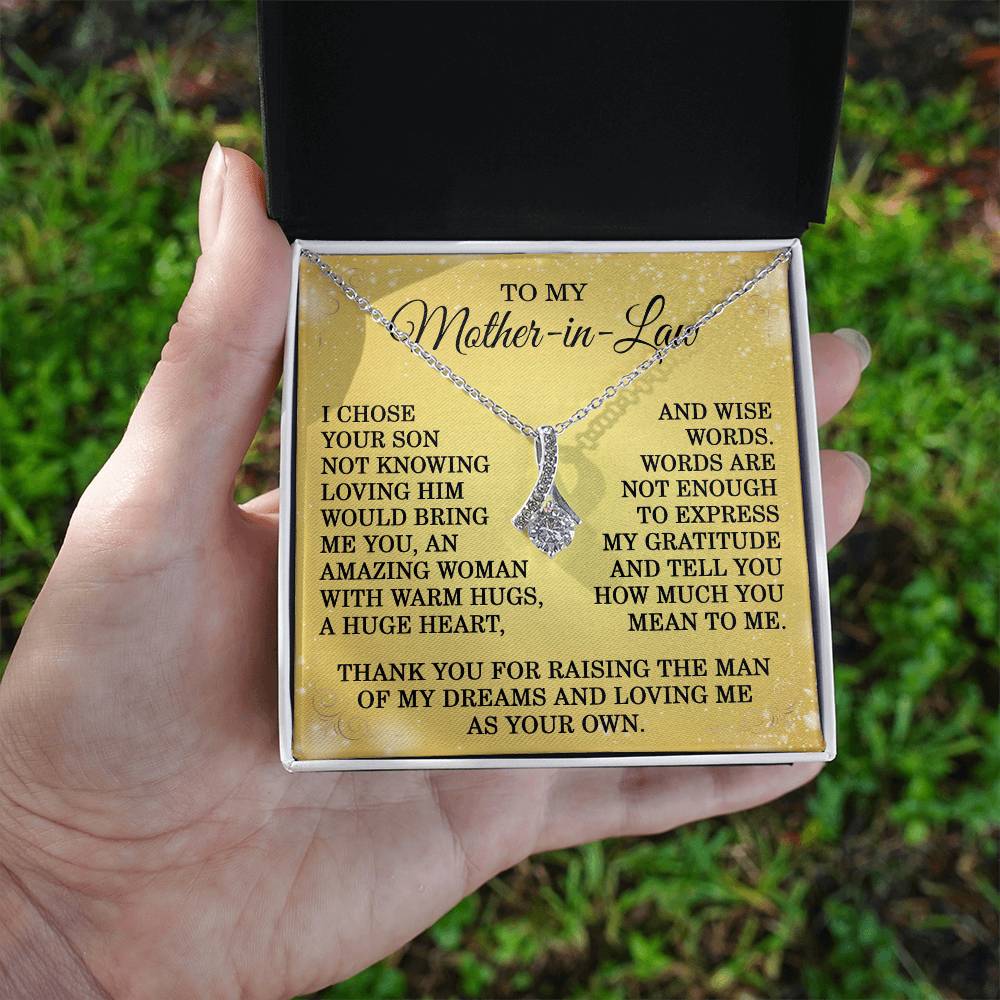 TO MY
Mother-in-Law
I CHOSE
YOUR SON
NOT KNOWING
LOVING HIM
WOULD BRING
ME YOU, AN
AMAZING WOMAN
WITH WARM HUGS,
A HUGE HEART,
AND WISE
WORDS.
WORDS ARE
NOT ENOUGH
TO EXPRESS
MY GRATITUDE
AND TELL YOU
HOW MUCH YOU
MEAN TO ME.
THANK YOU FOR RAISING THE MAN
OF MY DREAMS AND LOVING ME
AS YOUR OWN.